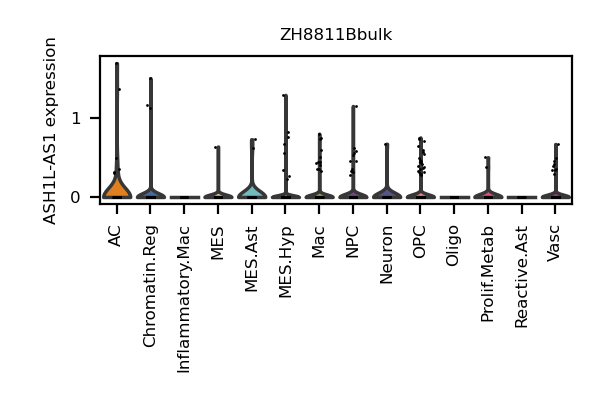 ZH8811Bbulk
ASH1L-AS1 expression
1
0
AC
Chromatin.Reg
Inflammatory.Mac
MES
MES.Ast
MES.Hyp
Mac
NPC
Neuron
OPC
Oligo
Prolif.Metab
Reactive.Ast
Vasc